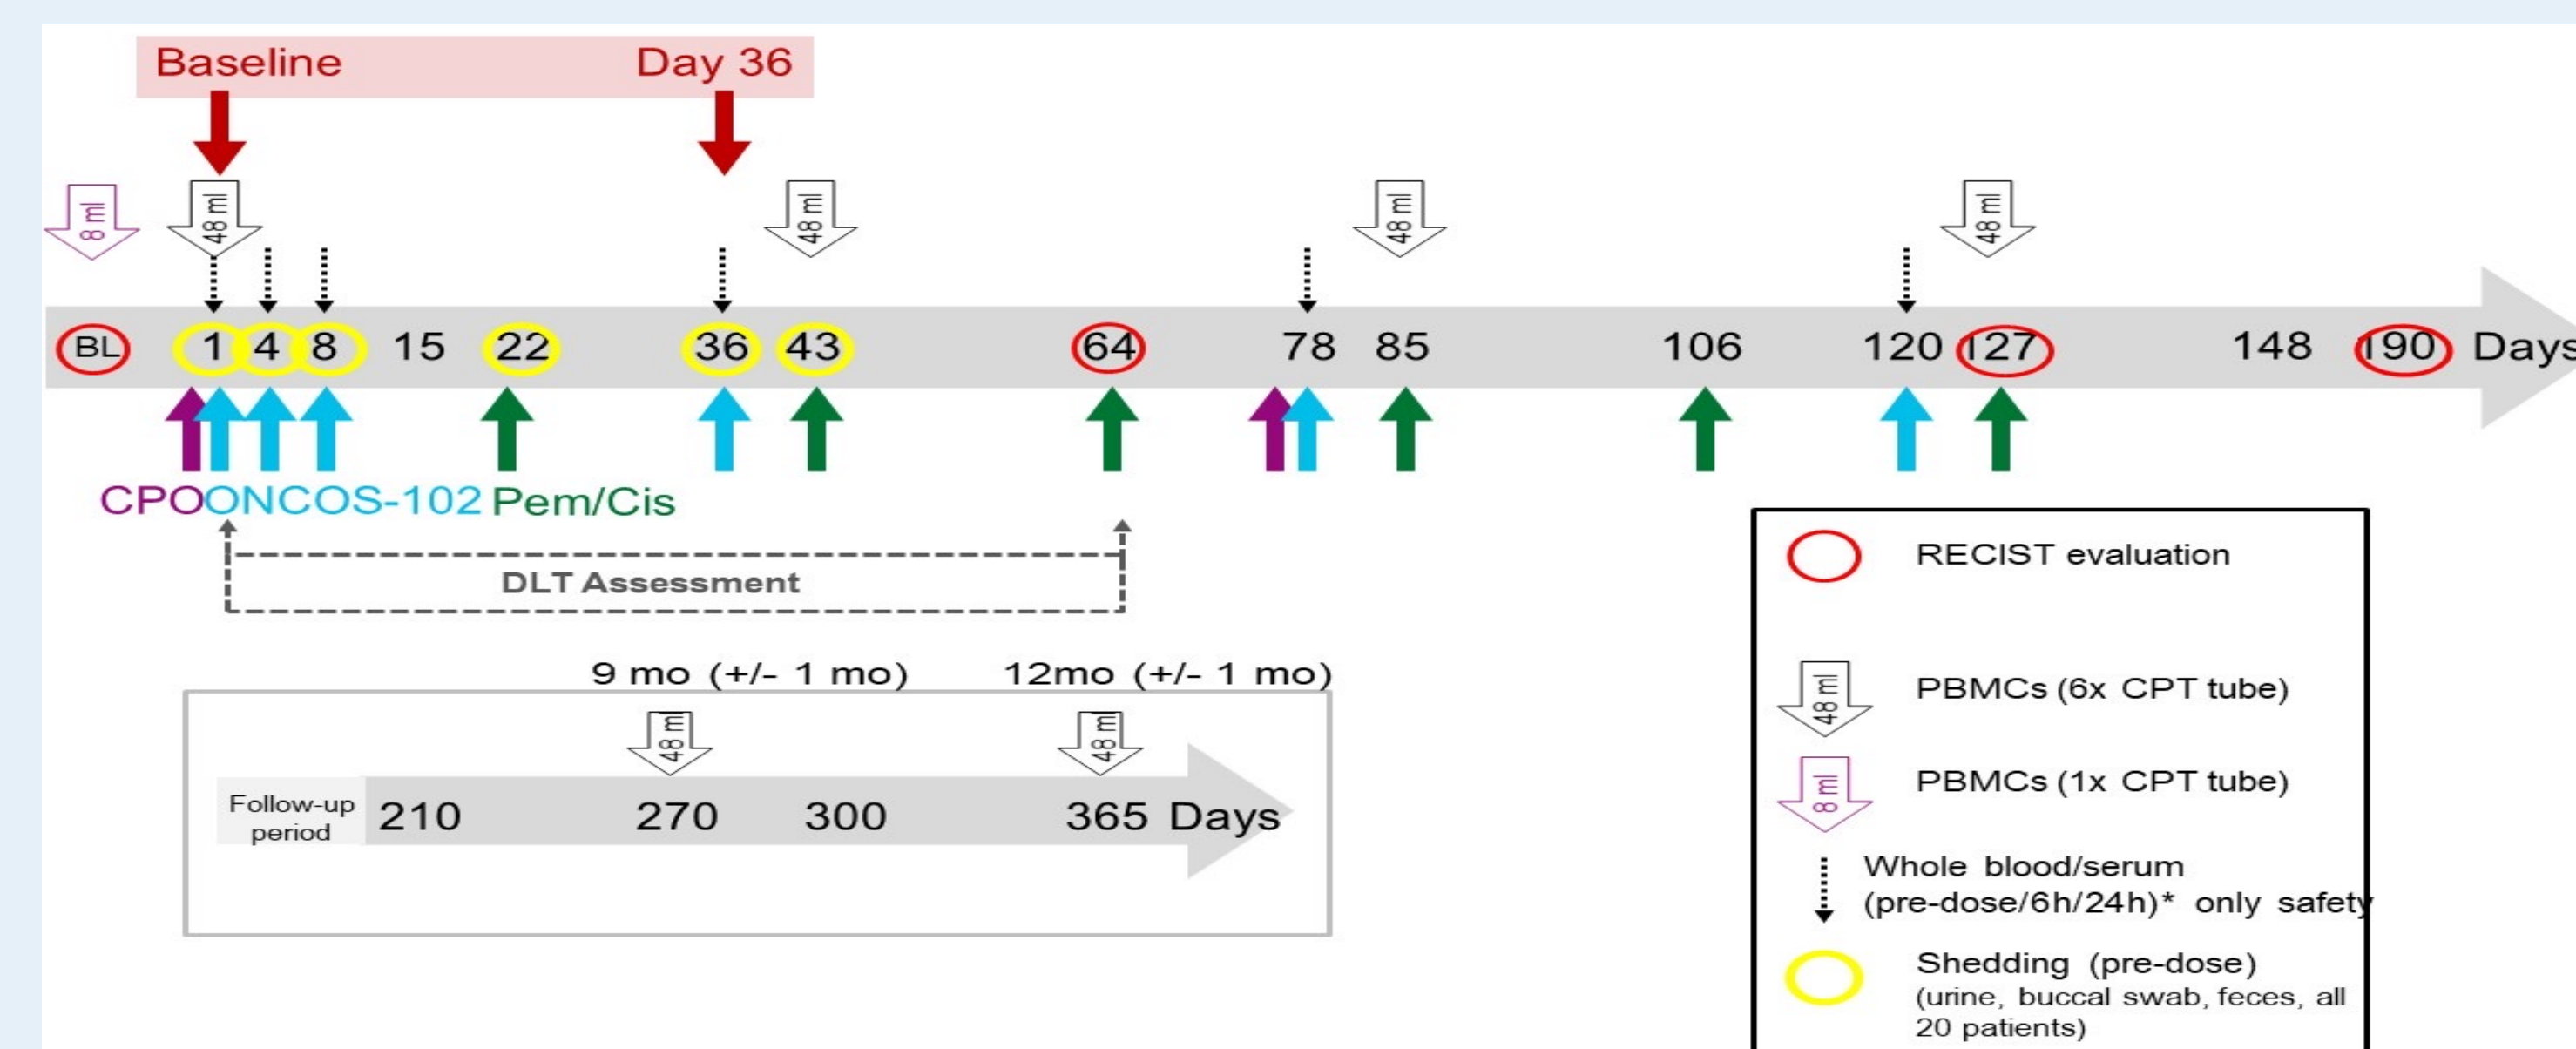 Baseline Day 36
8 ml 48 ml 48 ml 48 ml 48 ml
BL 1 4 8 15 22 36 43 64 78 85 106 120 127 148 190 Days
CPO ONCOS-102 Pem/Cis
DLT Assessment
9 mo (+/- 1 mo) 12mo (+/- 1 mo)
48 ml 48 ml
Follow-up
period
210 270 300 365 Days
RECIST evaluation
48 ml PBMCs (6x CPT tube)
8 ml PBMCs (1x CPT tube)
Whole blood/serum
(pre-dose/6h/24h)* only safety
Shedding (pre-dose)
(urine, buccal swab, feces, all
20 patients)